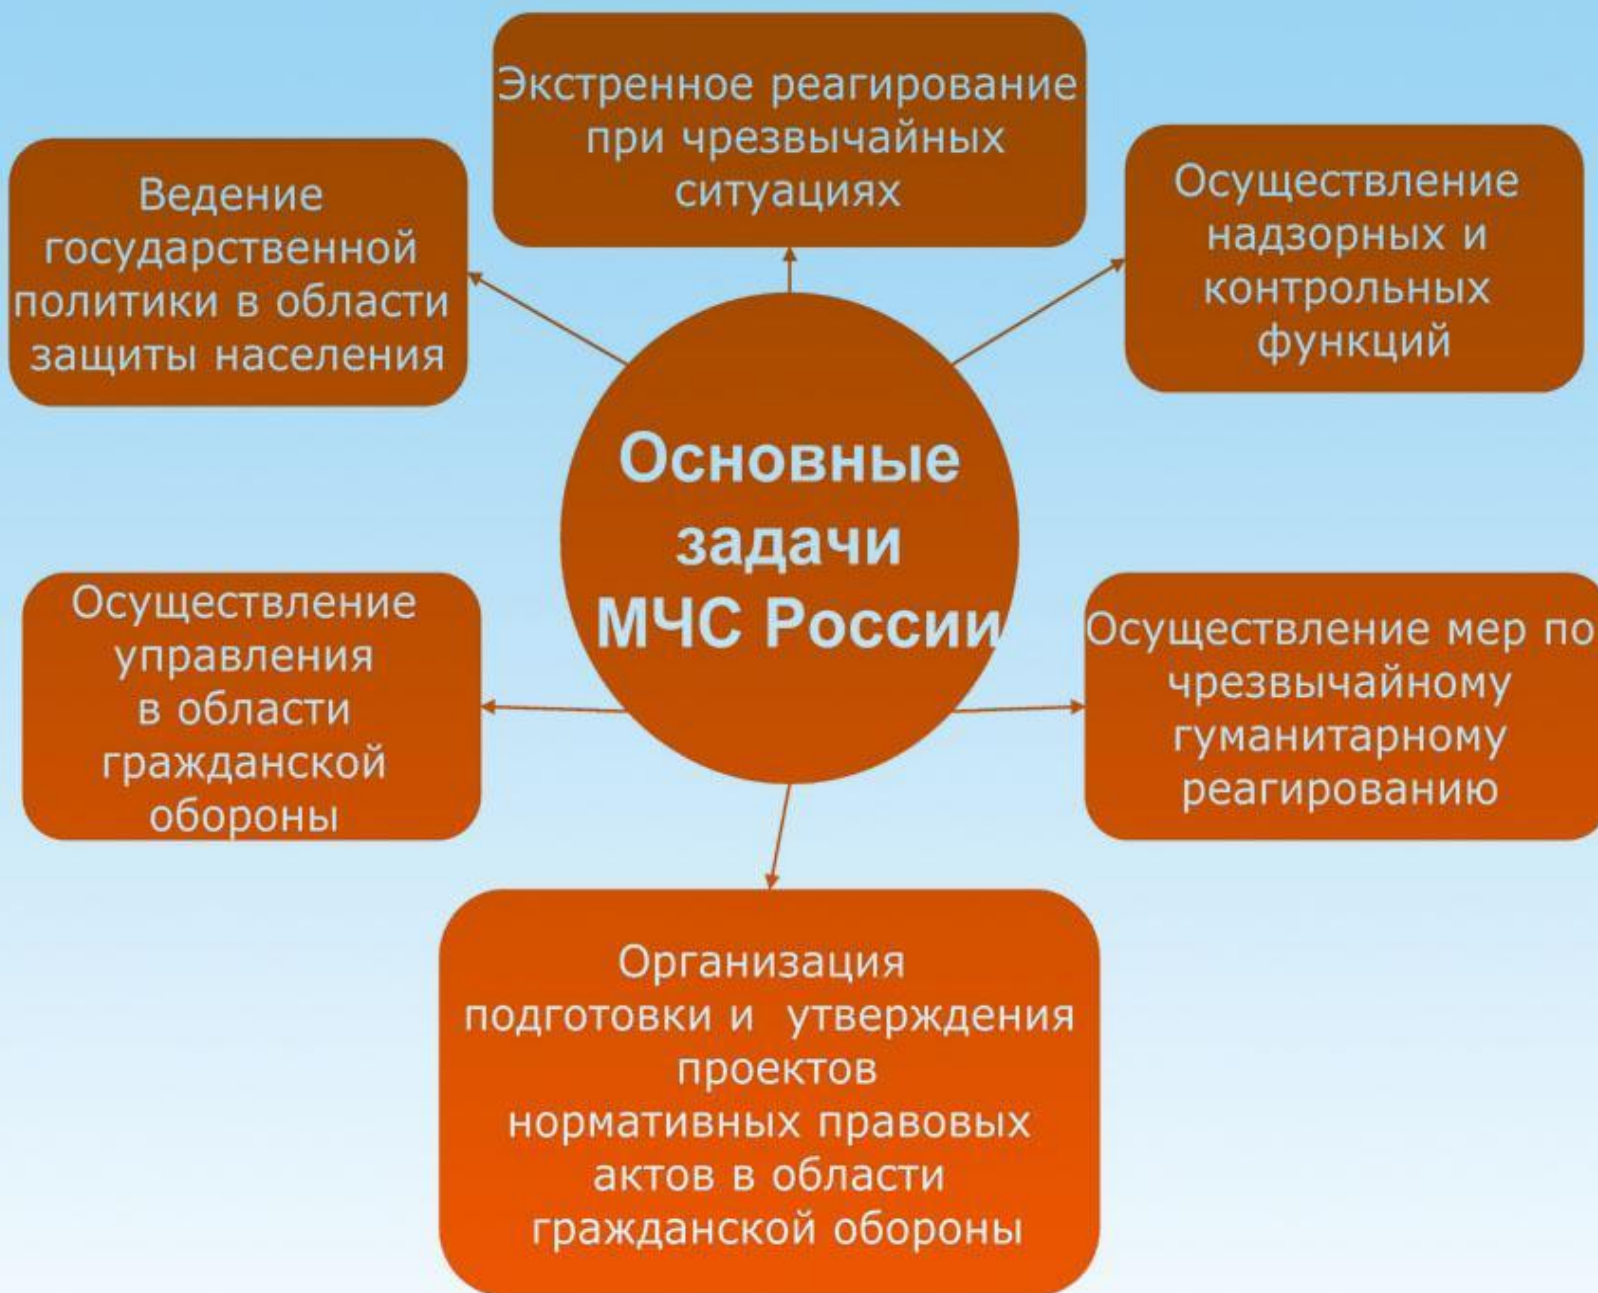 Экстренное реагирование
при чрезвычайных
ситуациях
Ведение
государственной
политики в области
защиты населения
Осуществление
надзорных и
контрольных
функций
Основные
задачи
МЧС России
Осуществление
управления
в области
гражданской
обороны
Осуществление мер по
чрезвычайному
гуманитарному
реагированию
Организация
подготовки и утверждения
проектов
нормативных правовых
актов в области
гражданской обороны